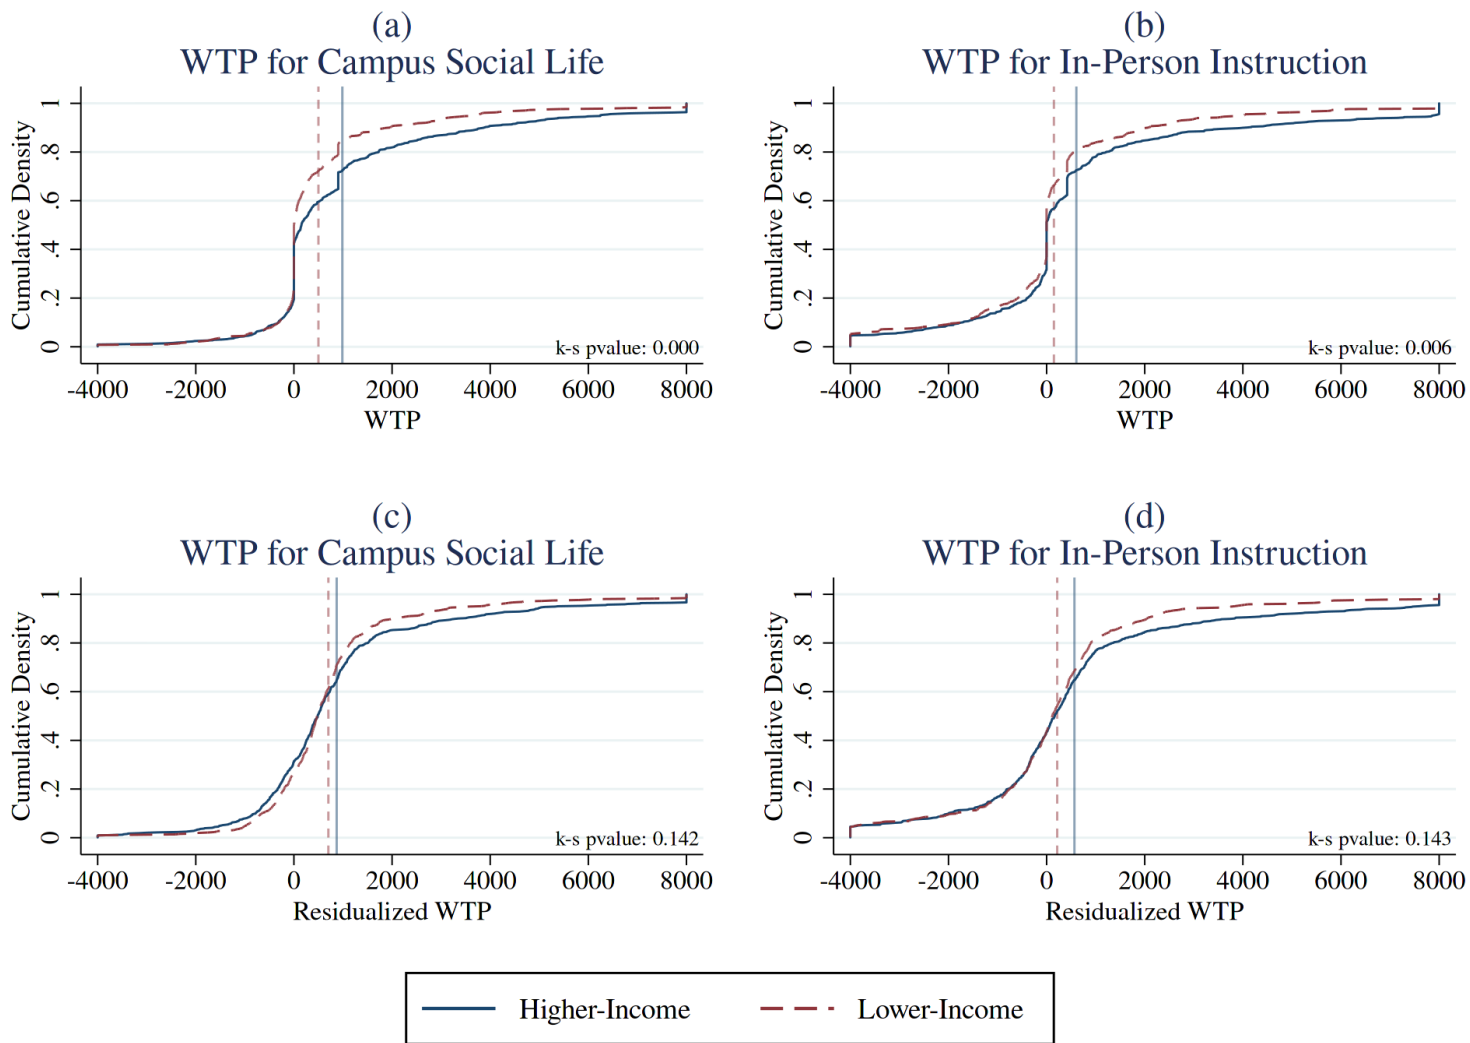 (a)
WTP for Campus Social Life
Cumulative Density
1
.8
.6
.4
.2
0
k-s pvalue: 0.000
-4000 -2000 0 2000 4000 6000 8000
WTP
(b)
WTP for In-Person Instruction
Cumulative Density
1
.8
.6
.4
.2
0
k-s pvalue: 0.006
-4000 -2000 0 2000 4000 6000 8000
WTP
(c)
WTP for Campus Social Life
Cumulative Density
1
.8
.6
.4
.2
0
k-s pvalue: 0.142
-4000 -2000 0 2000 4000 6000 8000
Residualized WTP
(d)
WTP for In-Person Instruction
Cumulative Density
1
.8
.6
.4
.2
0
k-s pvalue: 0.143
-4000 -2000 0 2000 4000 6000 8000
Residualized WTP
Higher-Income Lower-Income